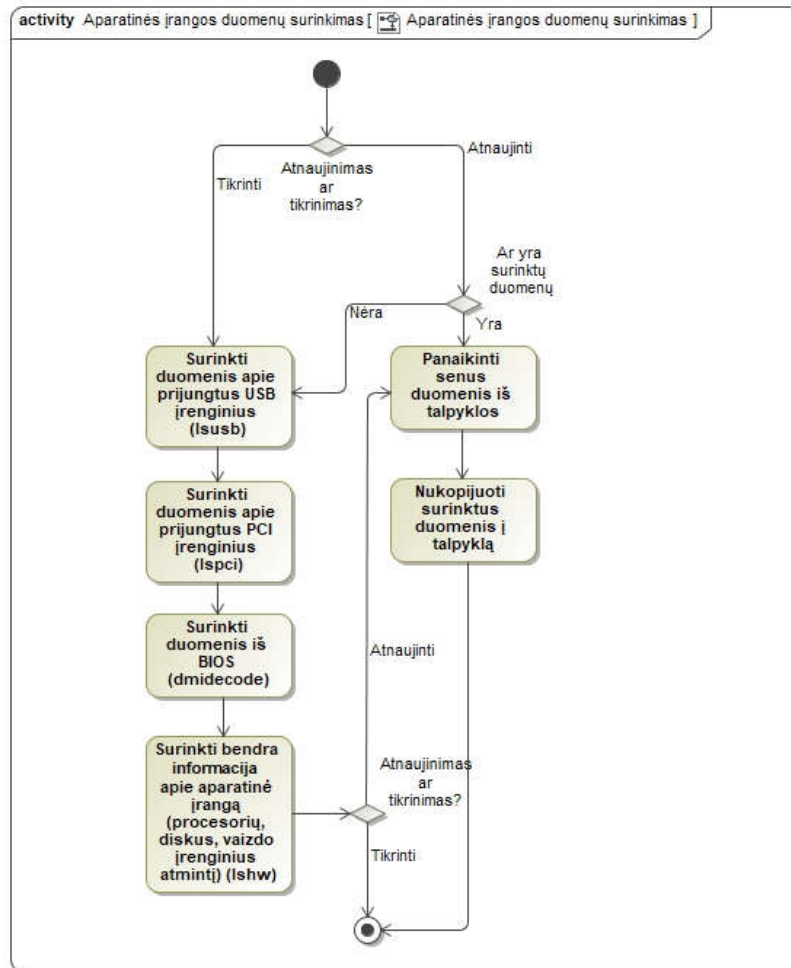 activity Aparatinės įrangos duomenų surinkimas [ Aparatinės įrangos duomenų surinkimas ]
Atnaujinti
Tikrinti
Atnaujinimas
ar
tikrinimas?
Ar yra
surinktų
duomenų
Nėra
Yra
Surinkti
duomenis apie
prijungtus USB
įrenginius
(lsusb)
Panaikinti
senus
duomenis iš
talpyklos
Surinkti
duomenis apie
prijungtus PCI
įrenginius
(lspci)
Nukopijuoti
surinktus
duomenis į
talpyklą
Surinkti
duomenis iš
BIOS
(dmidecode)
Atnaujinti
Surinkti bendra
informacija
apie aparatinė
įrangą
(procesorių,
diskus, vaizdo
įrenginius
atmintį) (lshw)
Atnaujinimas
ar
tikrinimas?
Tikrinti